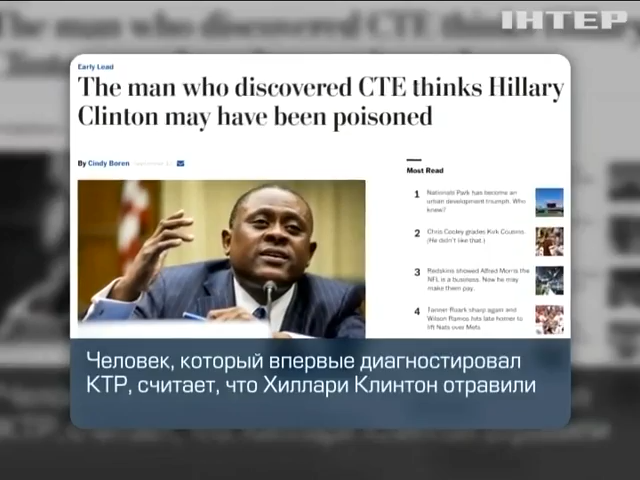 ІНТЕР
Early Lead
The man who discovered CTE thinks Hillary
Clinton may have been poisoned
By Cindy Boren
Most Read
1 Nationals Park has become an
urban development triumph. Who
knew?
2 Chris Cooley grades Kirk Cousins.
(He didn't like that.)
3 Redskins showed Alfred Morris the
NFL is a business. Now he may
make them pay.
4 Tanner Roark sharp again and
Wilson Ramos hits late homer to
lift Nats over Mets
Человек, который впервые диагностировал
КТР, считает, что Хиллари Клинтон отравили